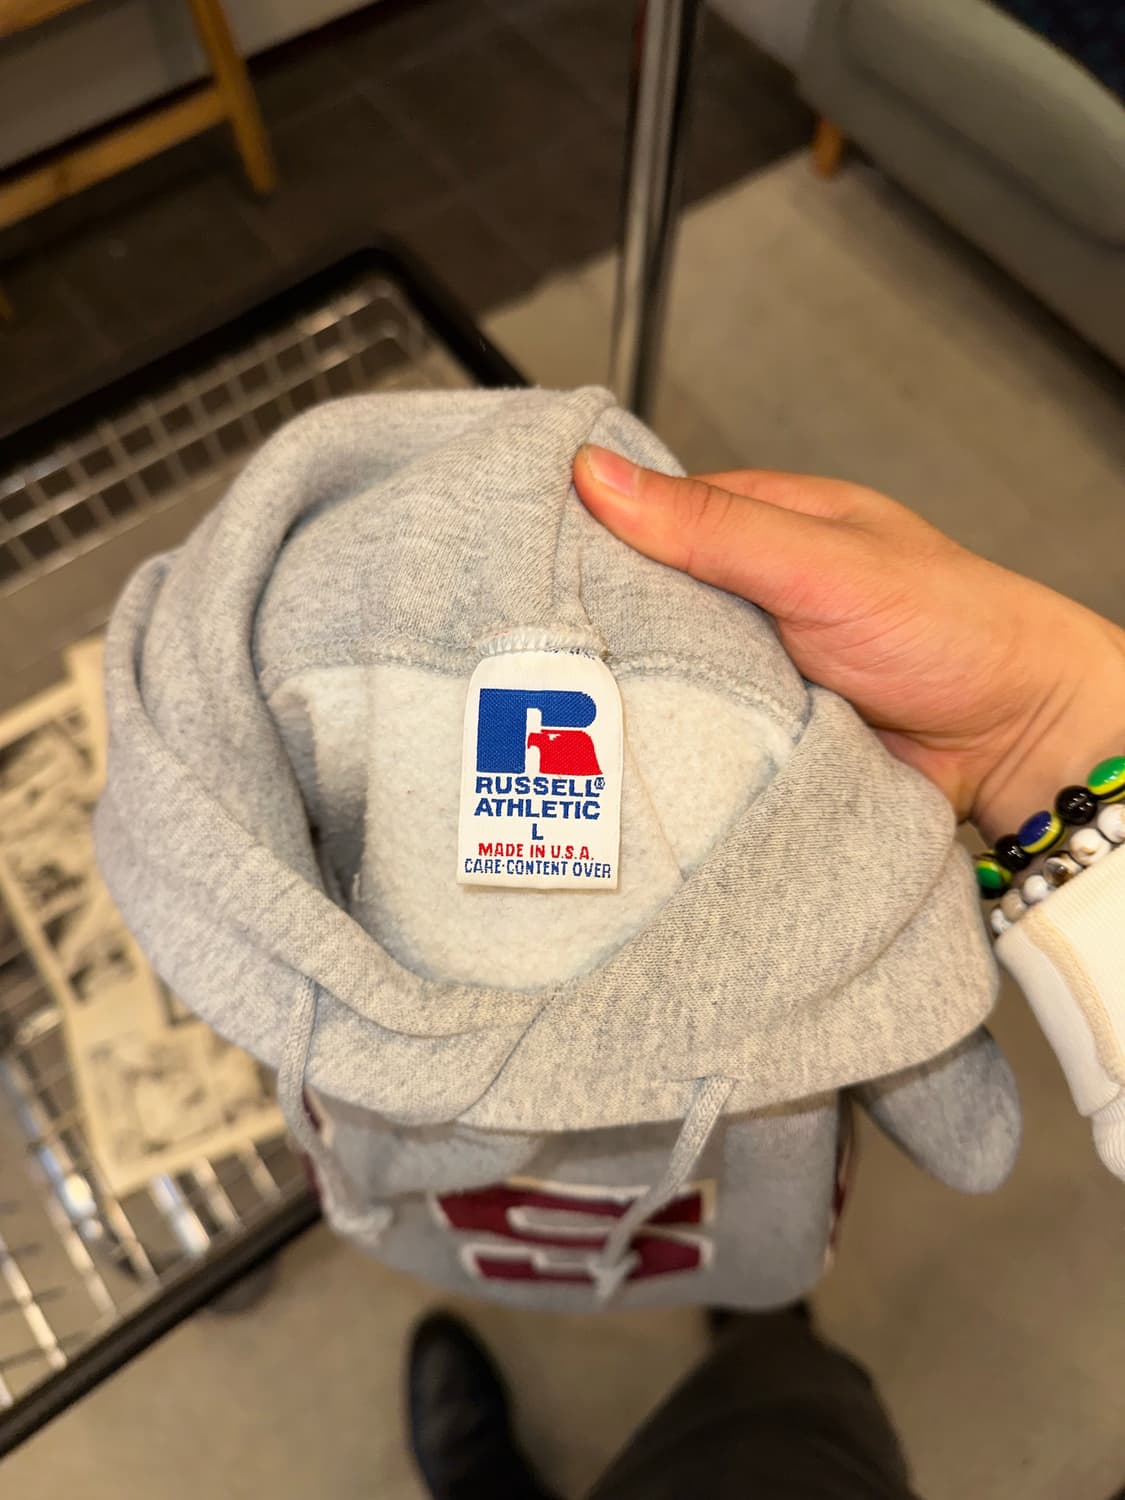 R
RUSSELL®
ATHLETIC
L
MADE IN U.S.A.
CARE·CONTENT OVER